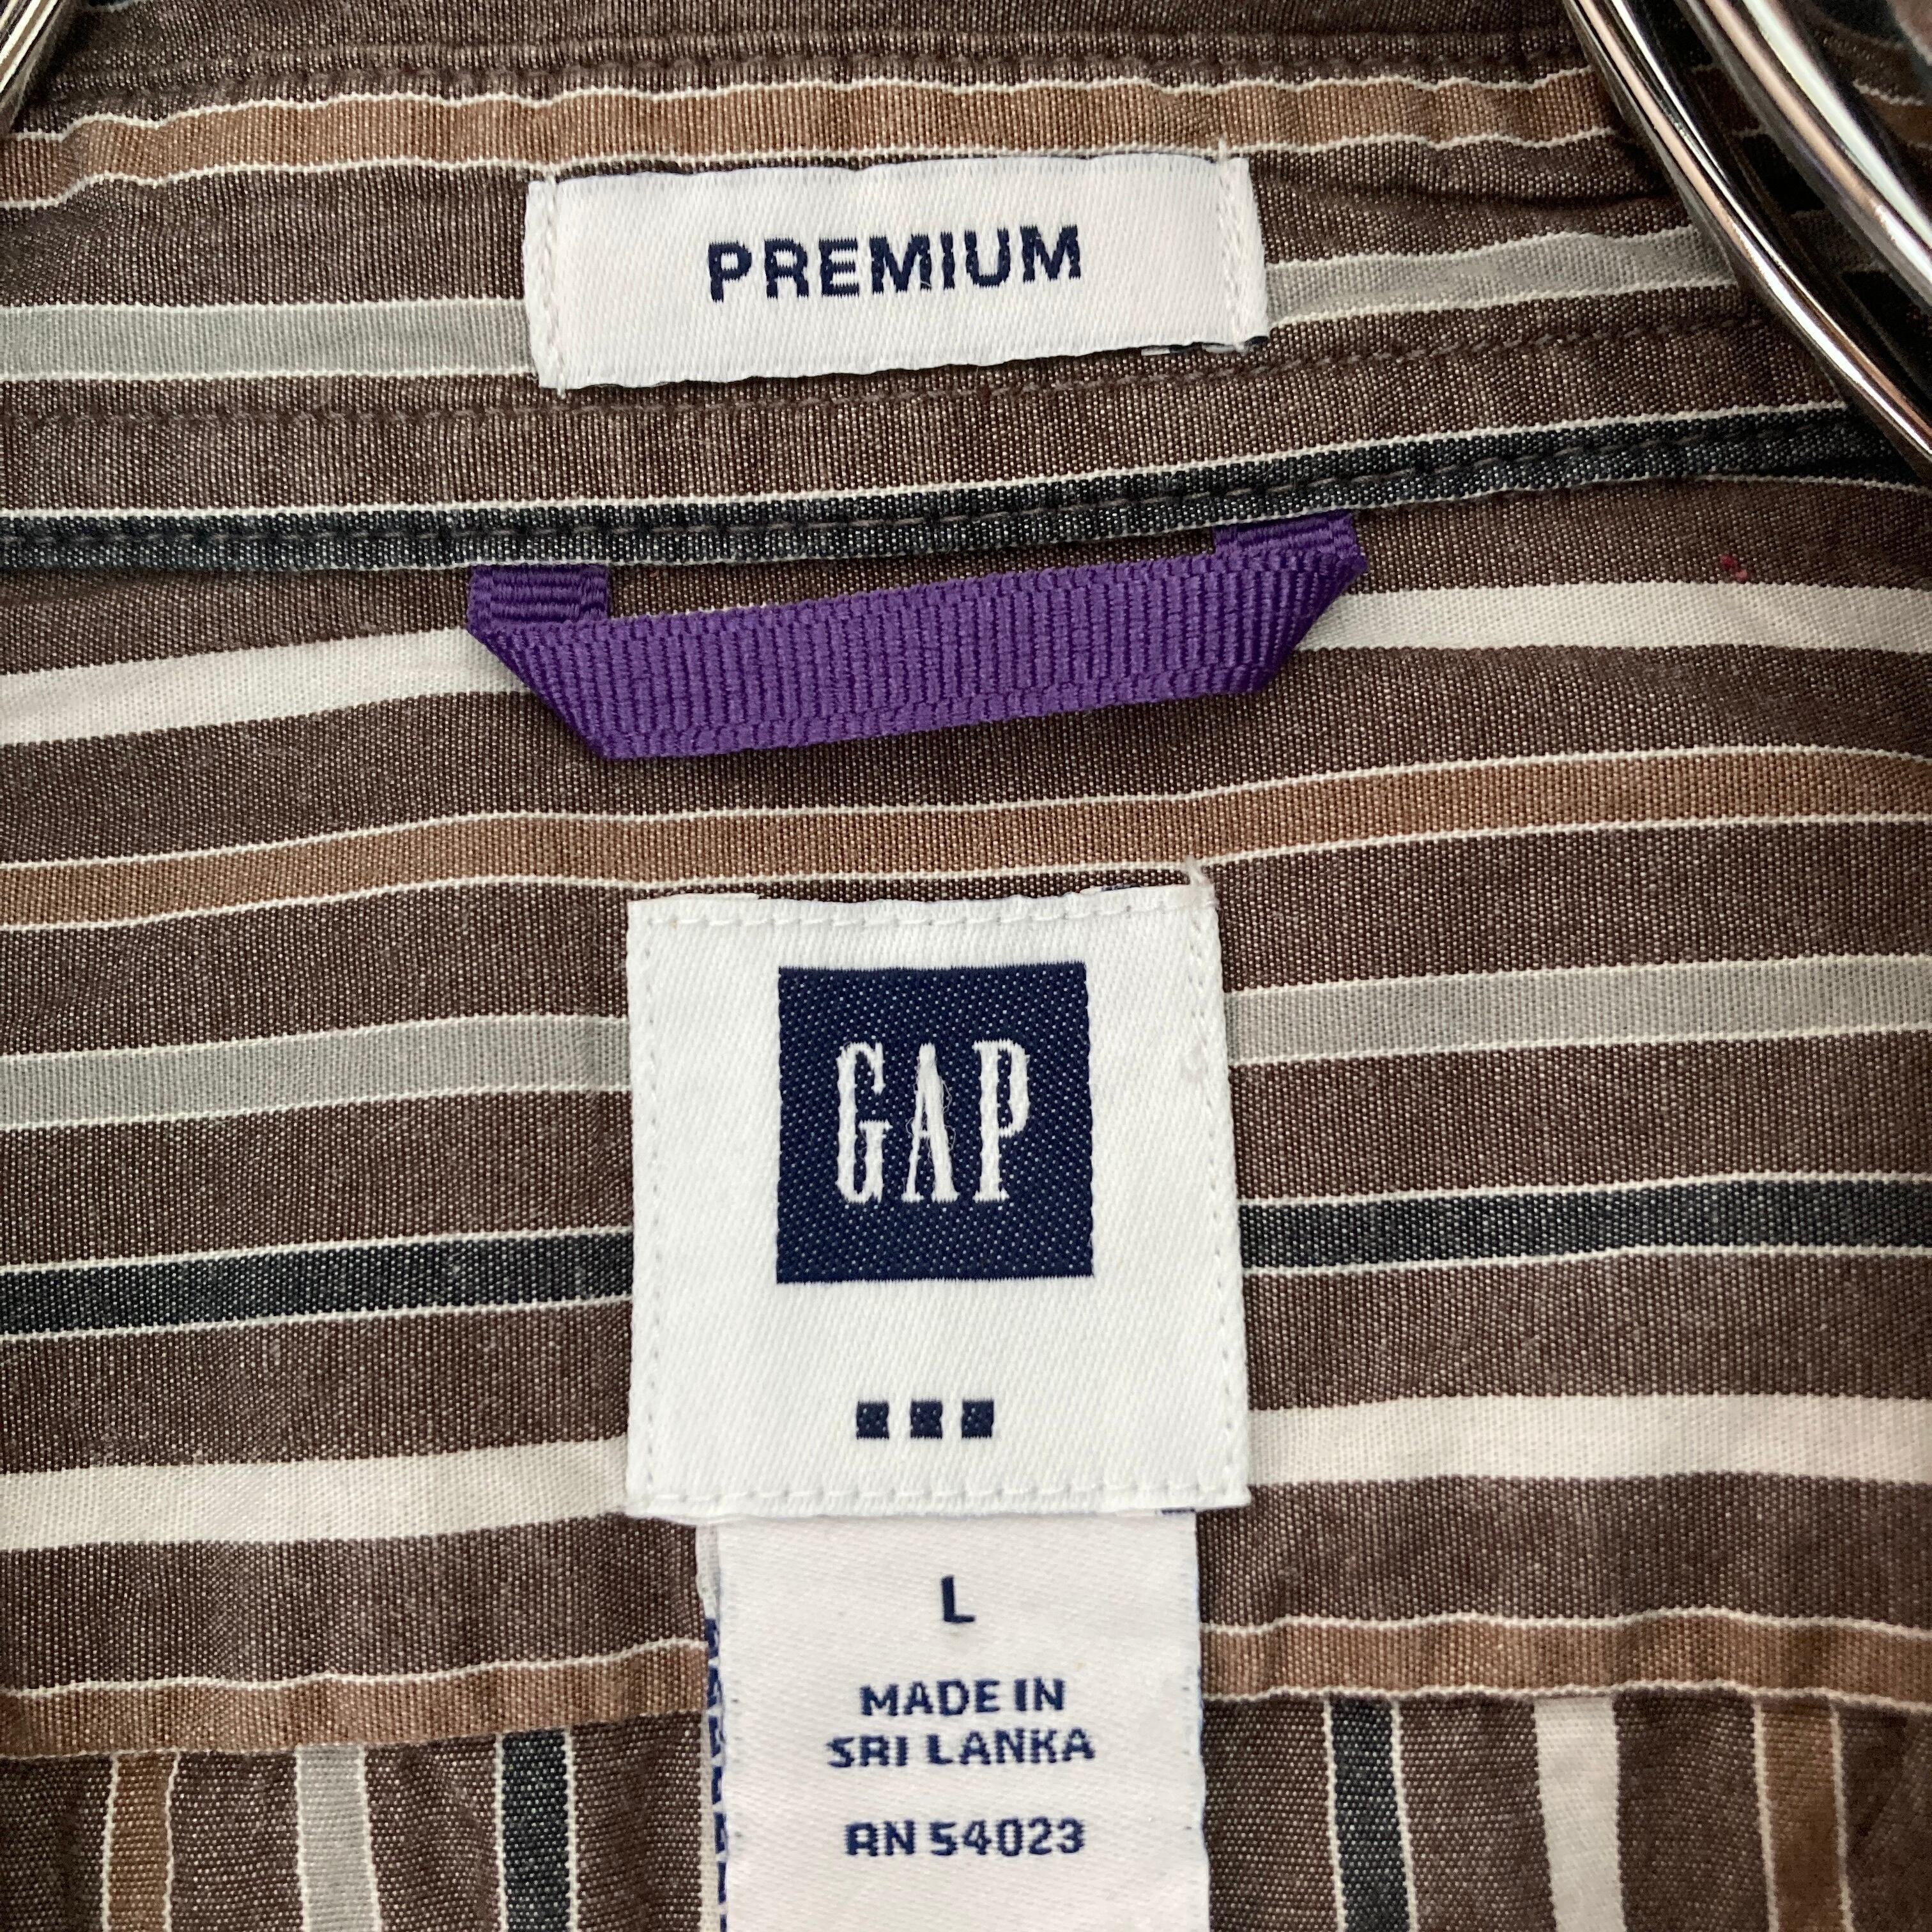 PREMIUM
GAP
L
MADE IN
SRI LANKA
RN 54023